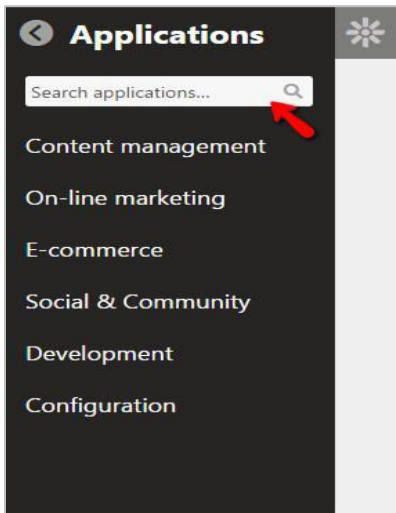 Applications
Search applications...
Content management
On-line marketing
E-commerce
Social & Community
Development
Configuration